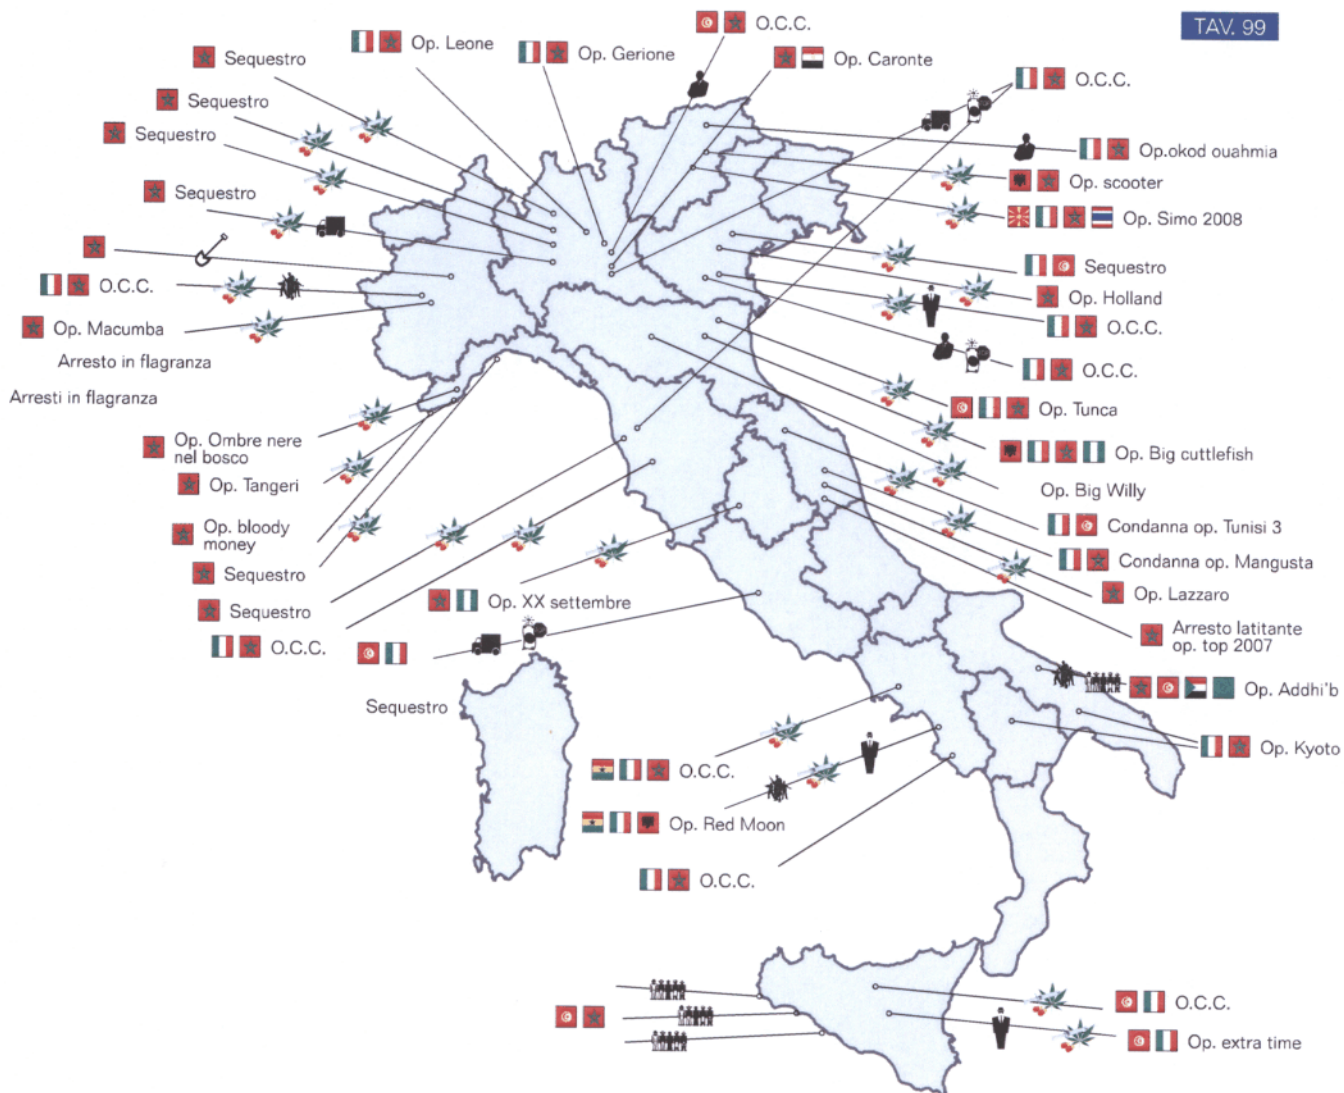 TAV. 99
O.C.C.
Op. Leone
Op. Gerione
Sequestro
Op. Caronte
O.C.C.
Sequestro
Sequestro
Op.okod ouahmia
Op. scooter
Sequestro
Op. Simo 2008
Sequestro
O.C.C.
Op. Holland
Op. Macumba
O.C.C.
Arresto in flagranza
O.C.C.
Arresti in flagranza
Op. Tunca
Op. Ombre nere
nel bosco
Op. Big cuttlefish
Op. Tangeri
Op. Big Willy
Op. bloody
money
Condanna op. Tunisi 3
Condanna op. Mangusta
Sequestro
Op. Lazzaro
Sequestro
Op. XX settembre
Arresto latitante
op. top 2007
O.C.C.
Op. Addhi'b
Sequestro
Op. Kyoto
O.C.C.
Op. Red Moon
O.C.C.
O.C.C.
Op. extra time